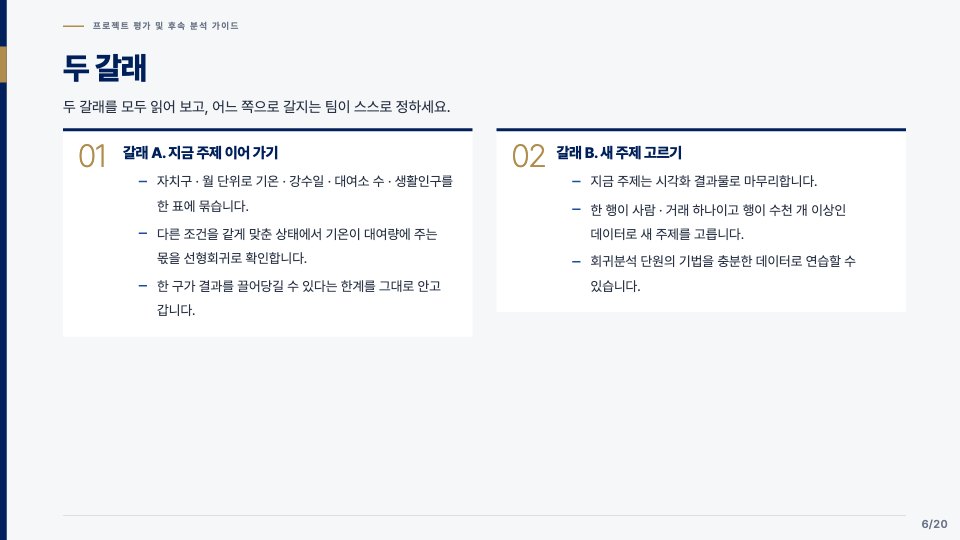 프로젝트 평가 및 후속 분석 가이드
두 갈래
두 갈래를 모두 읽어 보고, 어느 쪽으로 갈지는 팀이 스스로 정하세요.
01 갈래 A. 지금 주제 이어 가기
– 자치구 · 월 단위로 기온 · 강수일 · 대여소 수 · 생활인구를
한 표에 묶습니다.
– 다른 조건을 같게 맞춘 상태에서 기온이 대여량에 주는
몫을 선형회귀로 확인합니다.
– 한 구가 결과를 끌어당길 수 있다는 한계를 그대로 안고
갑니다.
02 갈래 B. 새 주제 고르기
– 지금 주제는 시각화 결과물로 마무리합니다.
– 한 행이 사람 · 거래 하나이고 행이 수천 개 이상인
데이터로 새 주제를 고릅니다.
– 회귀분석 단원의 기법을 충분한 데이터로 연습할 수
있습니다.
6/20